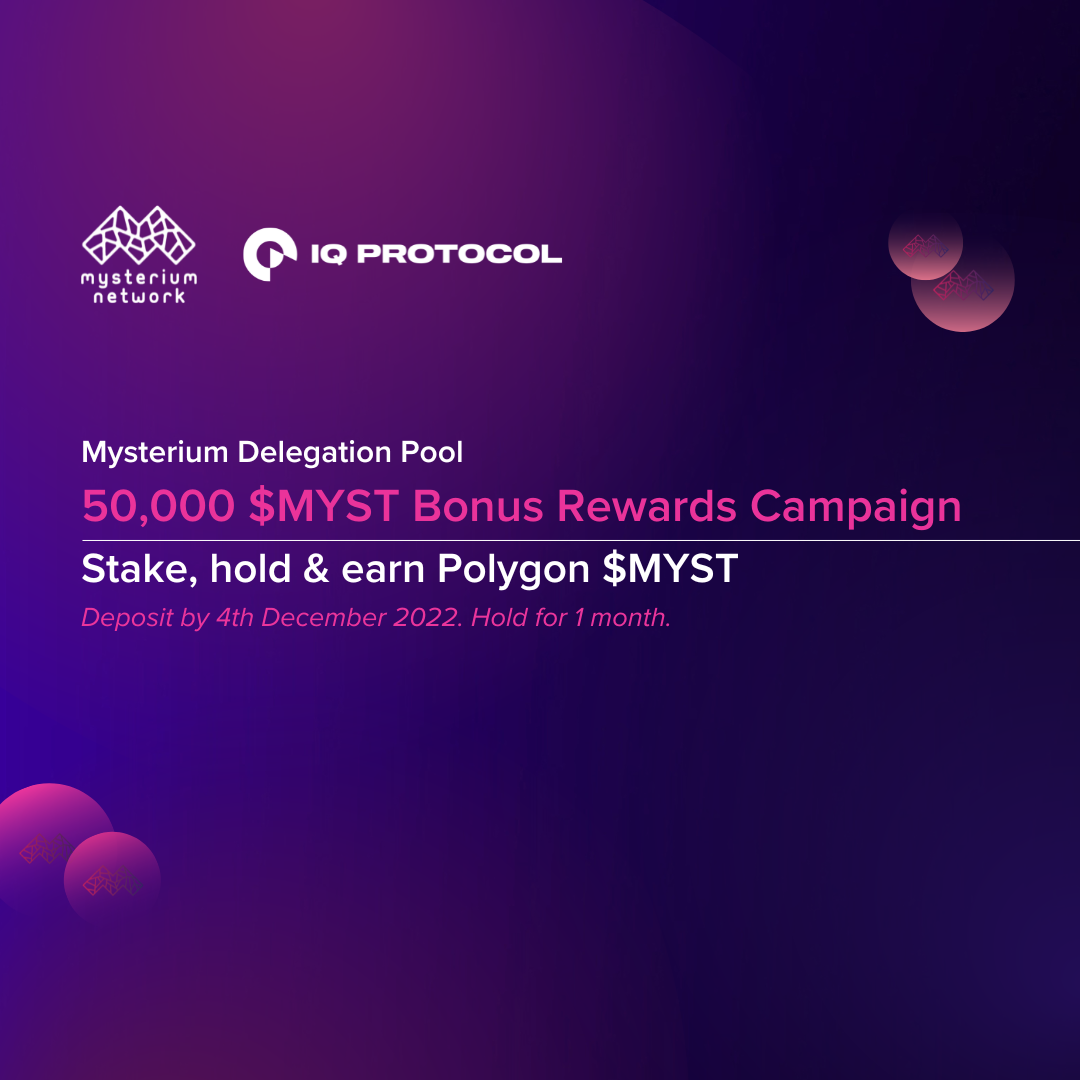 mysterium
network
IQ PROTOCOL
Mysterium Delegation Pool
50,000 $MYST Bonus Rewards Campaign
Stake, hold & earn Polygon $MYST
Deposit by 4th December 2022. Hold for 1 month.